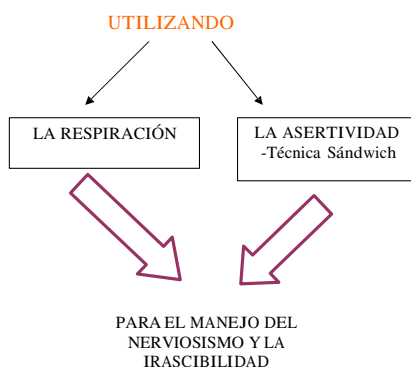 UTILIZANDO
LA RESPIRACIÓN
LA ASERTIVIDAD
-Técnica Sándwich
PARA EL MANEJO DEL
NERVIOSISMO Y LA
IRASCIBILIDAD